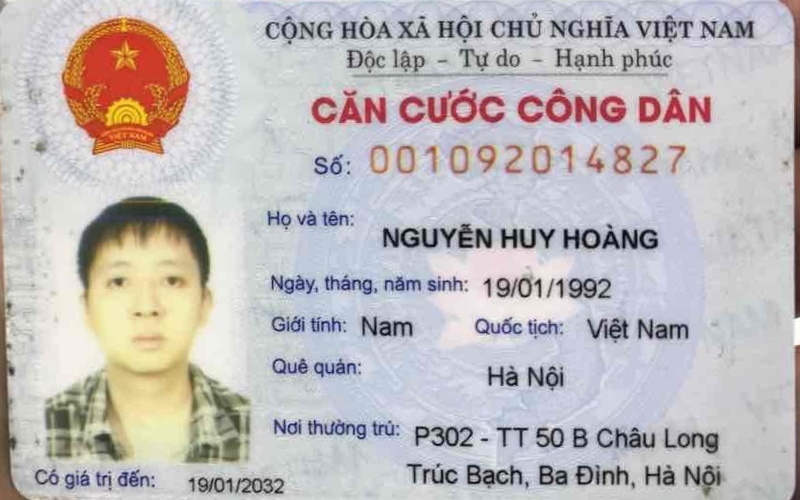 CỘNG HÒA XÃ HỘI CHỦ NGHĨA VIỆT NAM
Độc lập - Tự do - Hạnh phúc
CĂN CƯỚC CÔNG DÂN
Số: 001092014827
Họ và tên:
NGUYỄN HUY HOÀNG
Ngày, tháng, năm sinh: 19/01/1992
Giới tính: Nam Quốc tịch: Việt Nam
Quê quán:
Hà Nội
Nơi thường trú: P302 - TT 50 B Châu Long
Trúc Bạch, Ba Đình, Hà Nội
Có giá trị đến: 19/01/2032
VIỆT NAM